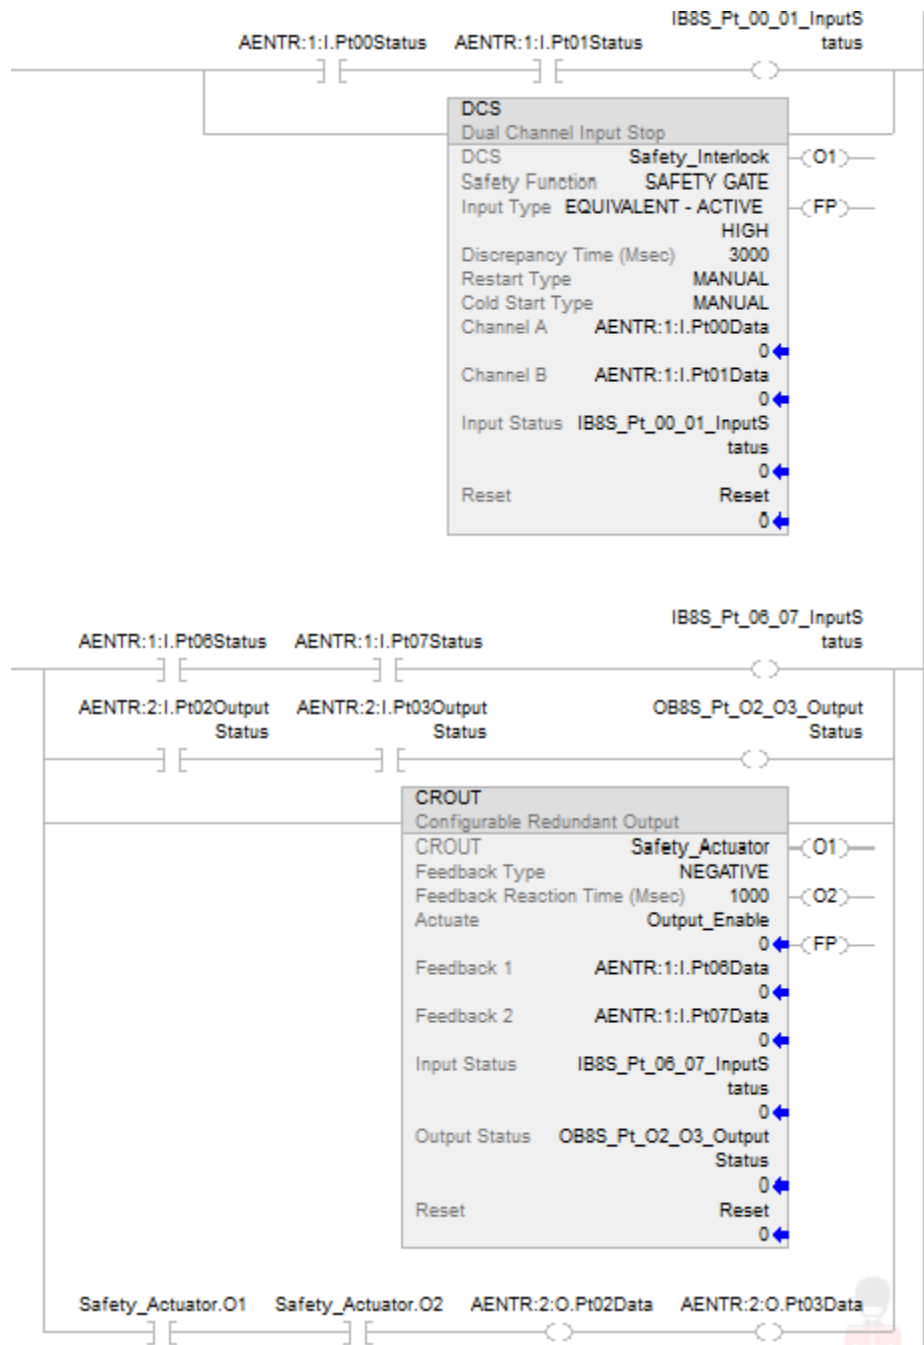 IB8S_Pt_00_01_InputS
AENTR:1:I.Pt00Status AENTR:1:I.Pt01Status tatus
DCS
Dual Channel Input Stop
DCS Safety_Interlock O1
Safety Function SAFETY GATE
Input Type EQUIVALENT - ACTIVE FP
HIGH
Discrepancy Time (Msec) 3000
Restart Type MANUAL
Cold Start Type MANUAL
Channel A AENTR:1:I.Pt00Data
0
Channel B AENTR:1:I.Pt01Data
0
Input Status IB8S_Pt_00_01_InputS
tatus
0
Reset Reset
0
IB8S_Pt_06_07_InputS
AENTR:1:I.Pt06Status AENTR:1:I.Pt07Status tatus
AENTR:2:I.Pt02Output AENTR:2:I.Pt03Output OB8S_Pt_O2_O3_Output
Status Status Status
CROUT
Configurable Redundant Output
CROUT Safety_Actuator O1
Feedback Type NEGATIVE
Feedback Reaction Time (Msec) 1000 O2
Actuate Output_Enable
0 FP
Feedback 1 AENTR:1:I.Pt06Data
0
Feedback 2 AENTR:1:I.Pt07Data
0
Input Status IB8S_Pt_06_07_InputS
tatus
0
Output Status OB8S_Pt_O2_O3_Output
Status
0
Reset Reset
0
Safety_Actuator.O1 Safety_Actuator.O2 AENTR:2:O.Pt02Data AENTR:2:O.Pt03Data